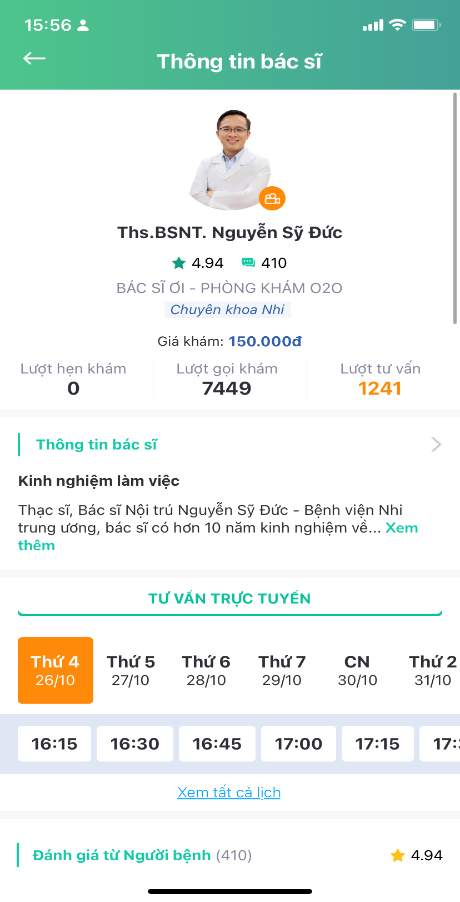 15:56
Thông tin bác sĩ
Ths.BSNT. Nguyễn Sỹ Đức
4.94 410
BÁC SĨ ƠI - PHÒNG KHÁM O2O
Chuyên khoa Nhi
Giá khám: 150.000đ
Lượt hẹn khám Lượt gọi khám Lượt tư vấn
0 7449 1241
Thông tin bác sĩ
Kinh nghiệm làm việc
Thạc sĩ, Bác sĩ Nội trú Nguyễn Sỹ Đức - Bệnh viện Nhi
trung ương, bác sĩ có hơn 10 năm kinh nghiệm về... Xem
thêm
TƯ VẤN TRỰC TUYẾN
Thứ 4 Thứ 5 Thứ 6 Thứ 7 CN Thứ 2
26/10 27/10 28/10 29/10 30/10 31/10
16:15 16:30 16:45 17:00 17:15
Xem tất cả lịch
Đánh giá từ Người bệnh (410) 4.94